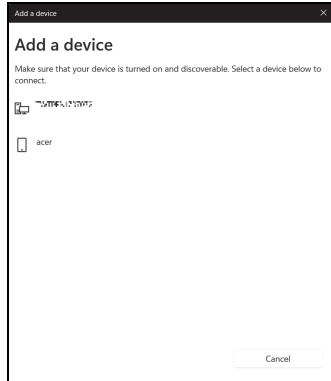 Add a device
Add a device
Make sure that your device is turned on and discoverable. Select a device below to
connect.
acer
Cancel